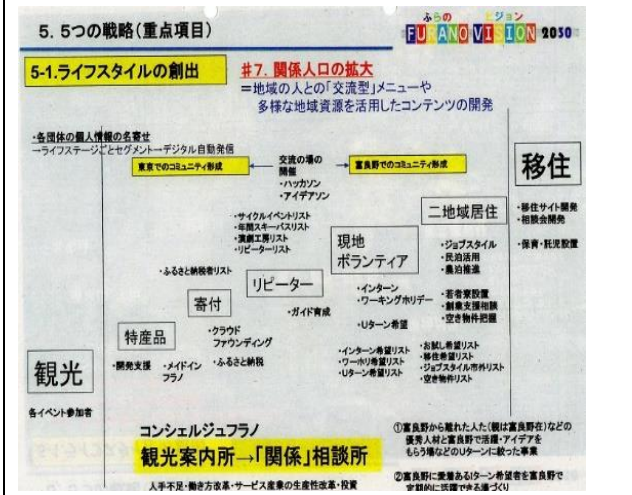 5. 5つの戦略(重点項目)
ふらの ビジョン
FURANO VISION 2030
5-1.ライフスタイルの創出
#7. 関係人口の拡大
=地域の人との「交流型」メニューや
多様な地域資源を活用したコンテンツの開発
・各団体の個人情報の名寄せ
→ライフステージごとセグメント→デジタル自動発信
東京でのコミュニティ形成
交流の場の
開催
・ハッカソン
・アイデアソン
富良野でのコミュニティ形成
移住
・移住サイト開発
・相談会開発
・保育・託児設置
二地域居住
・ジョブスタイル
・民泊活用
・農泊推進
・若者寮設置
・創業支援相談
・空き物件把握
・お試し希望リスト
・移住希望リスト
・ジョブスタイル市外リスト
・空き物件リスト
現地
ボランティア
・インターン
・ワーキングホリデー
・Uターン希望
・インターン希望リスト
・ワーホリ希望リスト
・Uターン希望リスト
・サイクルイベントリスト
・年間スキーパスリスト
・演劇工房リスト
・リピーターリスト
リピーター
・ガイド育成
・ふるさと納税者リスト
寄付
・クラウド
ファウンディング
・ふるさと納税
特産品
・開発支援
・メイドイン
フラノ
観光
各イベント参加者
コンシェルジュフラノ
観光案内所→「関係」相談所
人手不足・働き方改革・サービス産業の生産性改革・投資
①富良野から離れた人た(親は富良野在)などの
優秀人材と富良野で活躍・アイデアを
もらう場などのUターンに絞った事業
②富良野に愛着あるIターン希望者を富良野で
定期的に活躍できる場づくり